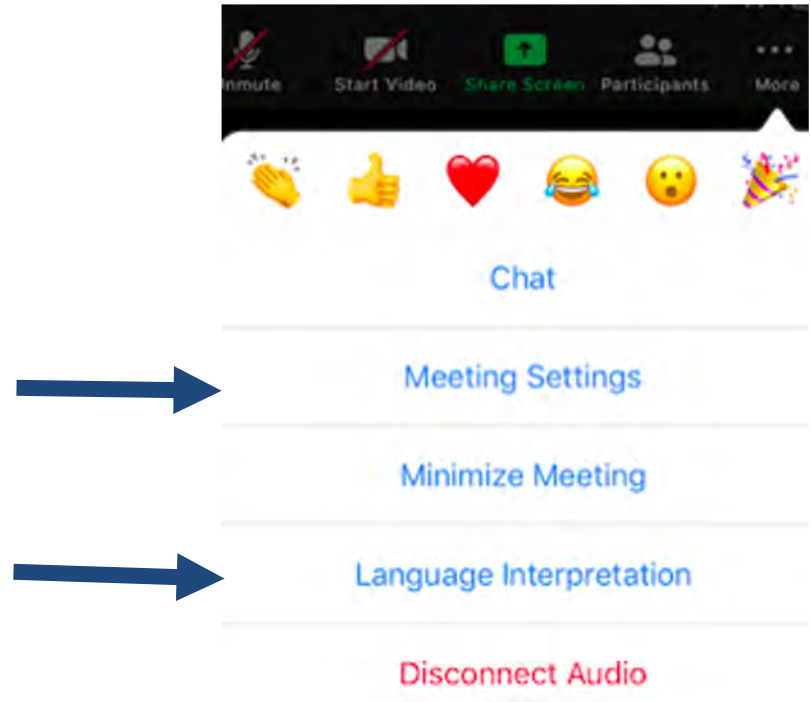 nmute Start Video Share Screen Participants More
Chat
Meeting Settings
Minimize Meeting
Language Interpretation
Disconnect Audio